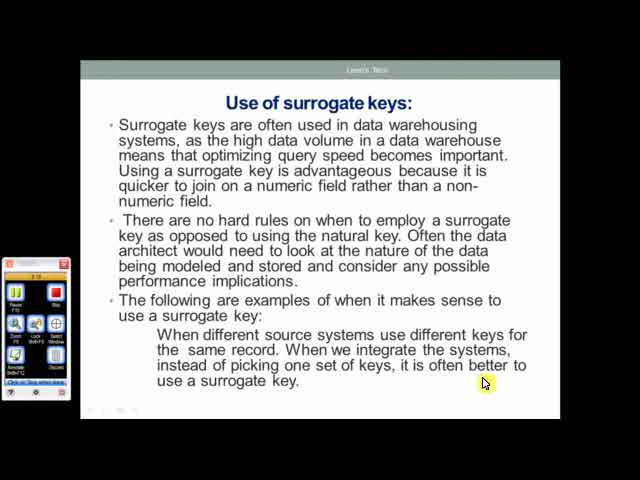 Use of surrogate keys:
• Surrogate keys are often used in data warehousing
systems, as the high data volume in a data warehouse
means that optimizing query speed becomes important.
Using a surrogate key is advantageous because it is
quicker to join on a numeric field rather than a non-
numeric field.
• There are no hard rules on when to employ a surrogate
key as opposed to using the natural key. Often the data
architect would need to look at the nature of the data
being modeled and stored and consider any possible
performance implications.
• The following are examples of when it makes sense to
use a surrogate key:
When different source systems use different keys for
the same record. When we integrate the systems,
instead of picking one set of keys, it is often better to
use a surrogate key.
Pause
F10
Stop
Zoom
Lock
Select
Window